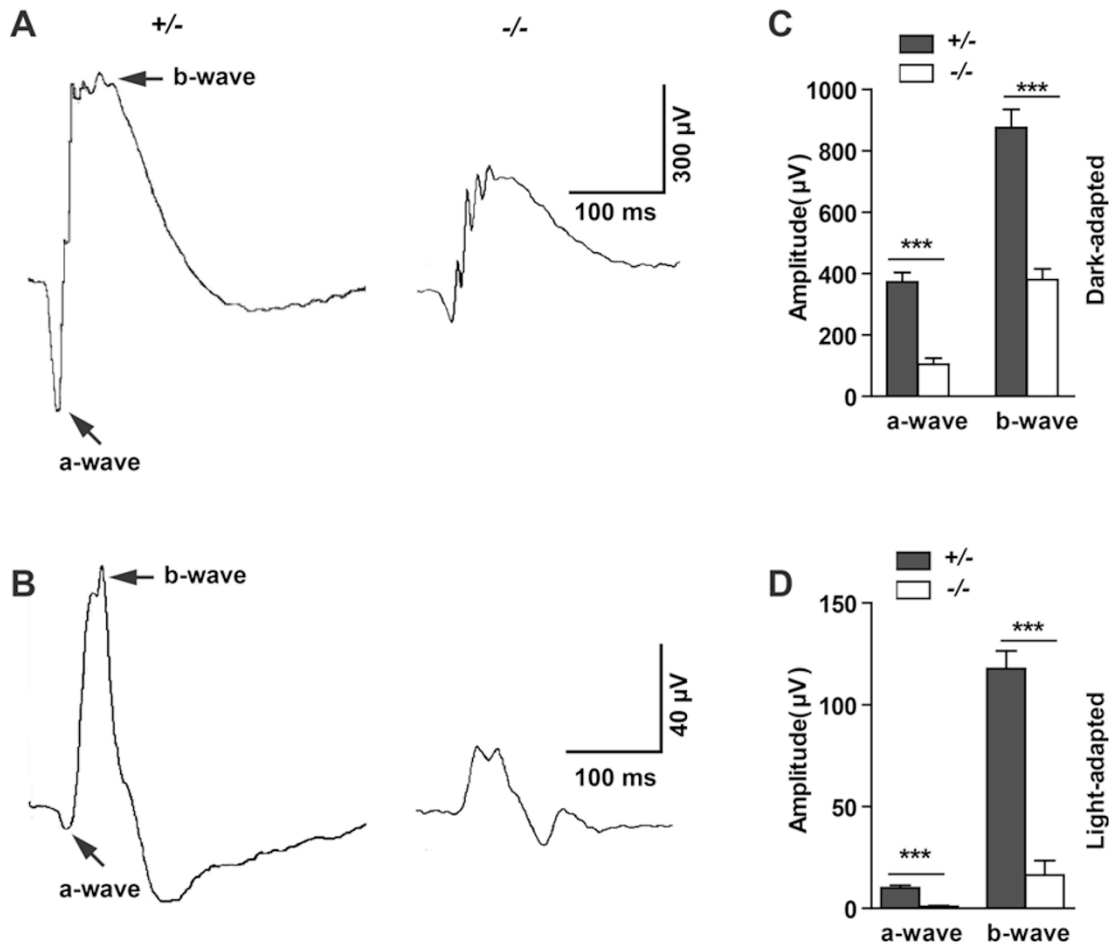 A
+/-
-/-
b-wave
300 μV
100 ms
a-wave
C
+/-
-/-
1000
800
600
400
200
0
Amplitude( μV)
***
***
a-wave
b-wave
Dark-adapted
B
b-wave
40 μV
100 ms
a-wave
D
+/-
-/-
150
100
50
0
Amplitude( μV)
***
***
a-wave
b-wave
Light-adapted